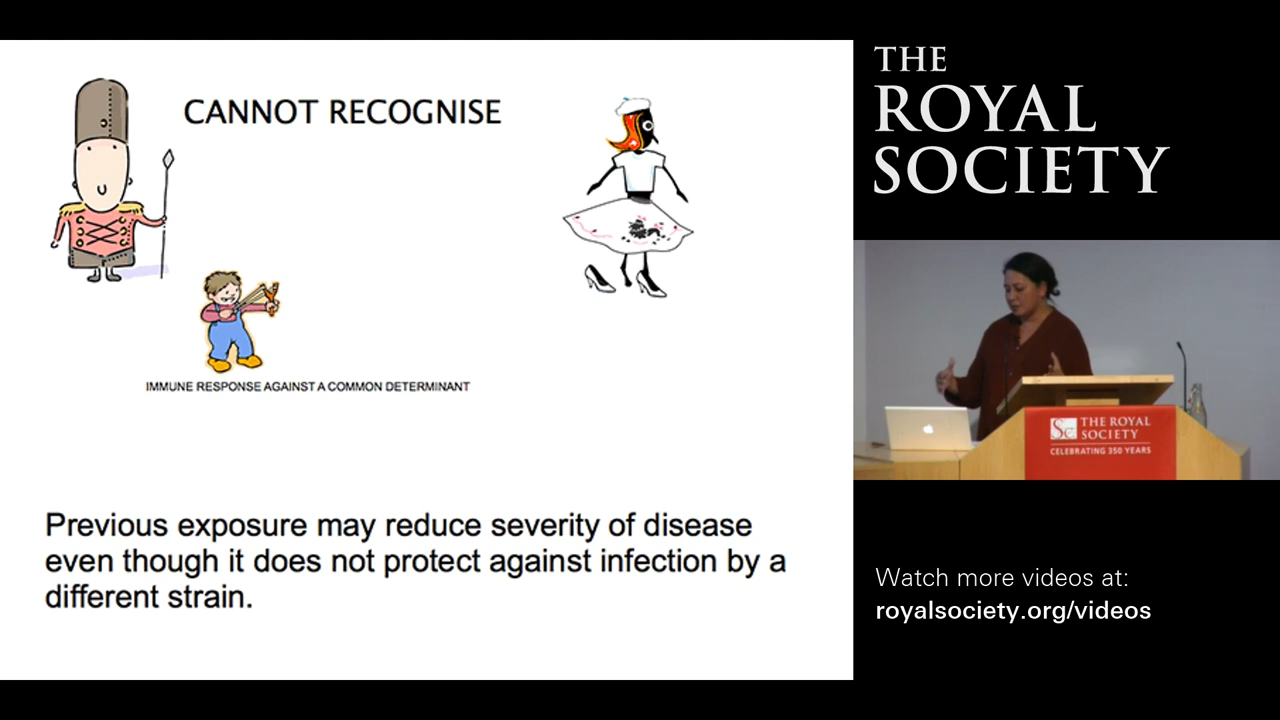 CANNOT RECOGNISE
IMMUNE RESPONSE AGAINST A COMMON DETERMINANT
Previous exposure may reduce severity of disease
even though it does not protect against infection by a
different strain.
THE
ROYAL
SOCIETY
THE ROYAL
SOCIETY
CELEBRATING 350 YEARS
Watch more videos at:
royalsociety.org/videos